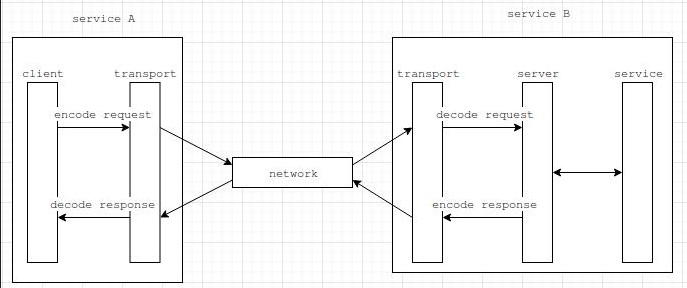 service A
service B
client
transport
transport
server
service
encode request
decode request
network
decode response
encode response